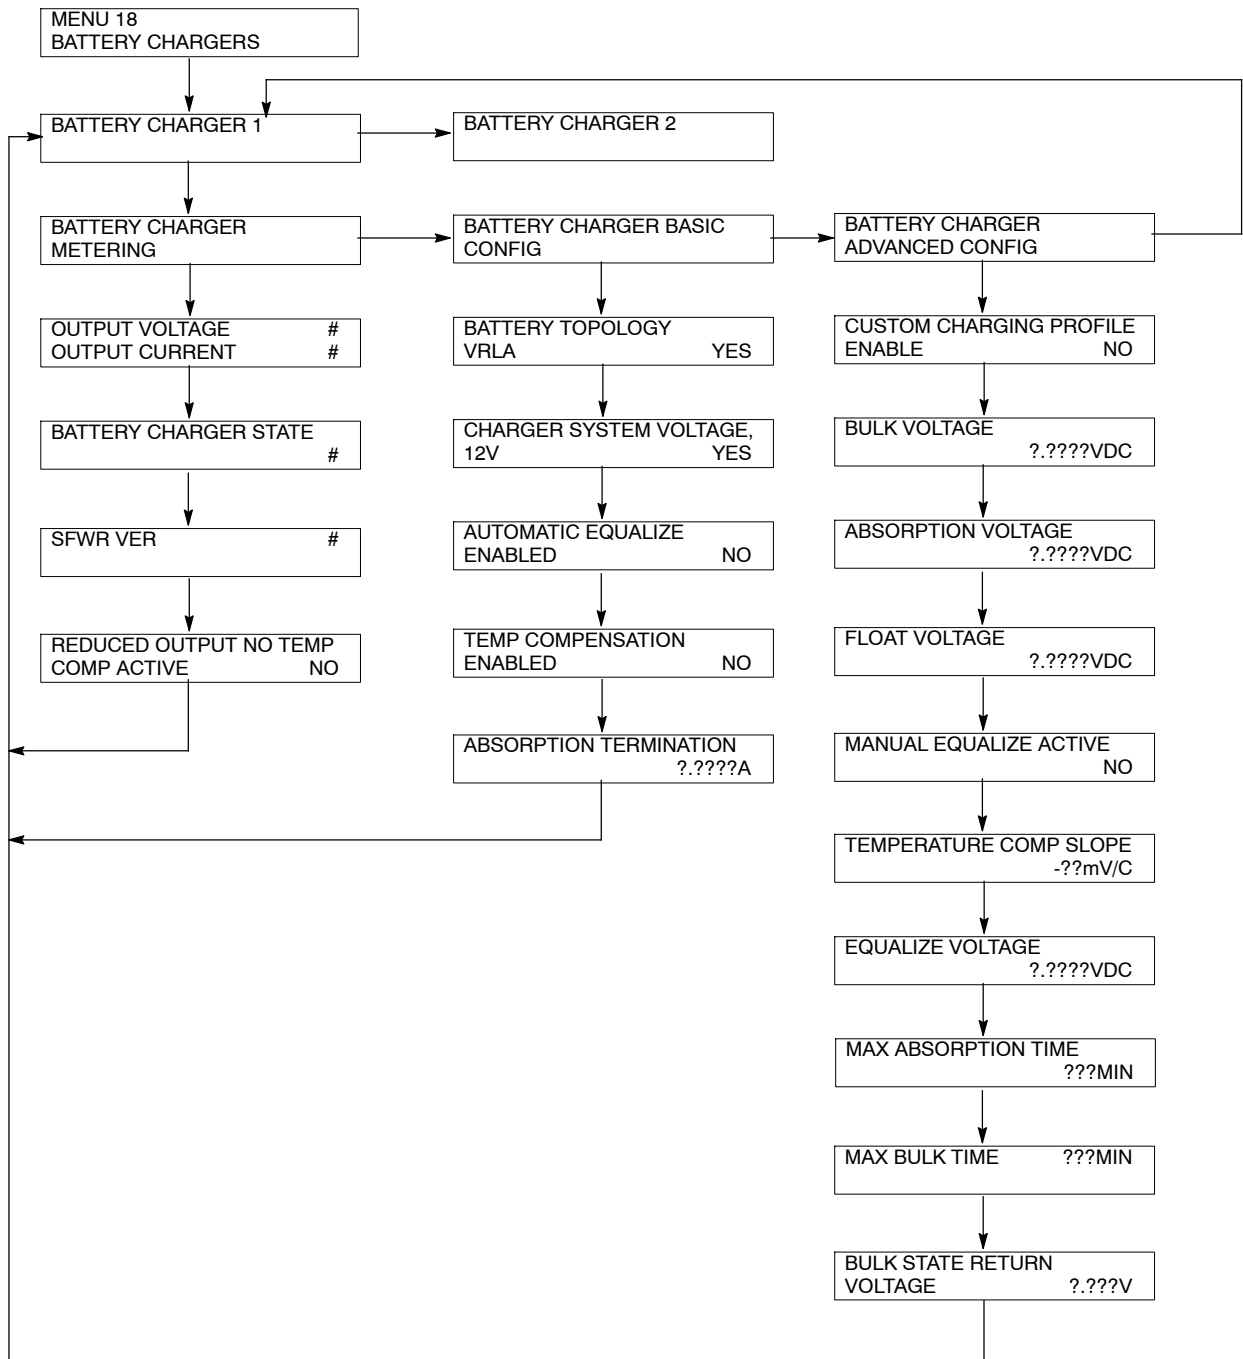 MENU 18
BATTERY CHARGERS
BATTERY CHARGER 1
BATTERY CHARGER 2
BATTERY CHARGER
METERING
BATTERY CHARGER BASIC
CONFIG
BATTERY CHARGER
ADVANCED CONFIG
OUTPUT VOLTAGE #
OUTPUT CURRENT #
BATTERY CHARGER STATE
#
SFWR VER #
REDUCED OUTPUT NO TEMP
COMP ACTIVE NO
BATTERY TOPOLOGY
VRLA YES
CHARGER SYSTEM VOLTAGE,
12V YES
AUTOMATIC EQUALIZE
ENABLED NO
TEMP COMPENSATION
ENABLED NO
ABSORPTION TERMINATION
?.????A
CUSTOM CHARGING PROFILE
ENABLE NO
BULK VOLTAGE
?.????VDC
ABSORPTION VOLTAGE
?.????VDC
FLOAT VOLTAGE
?.????VDC
MANUAL EQUALIZE ACTIVE
NO
TEMPERATURE COMP SLOPE
-??mV/C
EQUALIZE VOLTAGE
?.????VDC
MAX ABSORPTION TIME
???MIN
MAX BULK TIME ???MIN
BULK STATE RETURN
VOLTAGE ?.???V